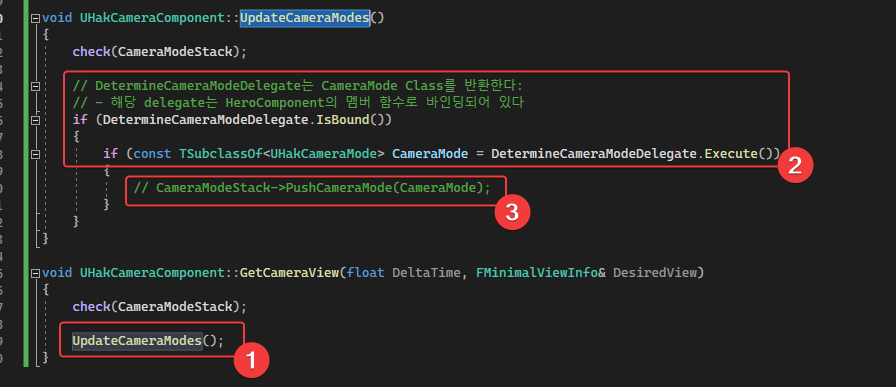 void UHakCameraComponent::UpdateCameraModes()
{
check(CameraModeStack);
// DetermineCameraModeDelegate는 CameraMode Class를 반환한다:
// - 해당 delegate는 HeroComponent의 멤버 함수로 바인딩되어 있다
if (DetermineCameraModeDelegate.IsBound())
{
if (const TSubclassOf<UHakCameraMode> CameraMode = DetermineCameraModeDelegate.Execute())
{
2
// CameraModeStack->PushCameraMode(CameraMode);
}
3
}
}
void UHakCameraComponent::GetCameraView(float DeltaTime, FMinimalViewInfo& DesiredView)
{
check(CameraModeStack);
UpdateCameraModes();
}
1